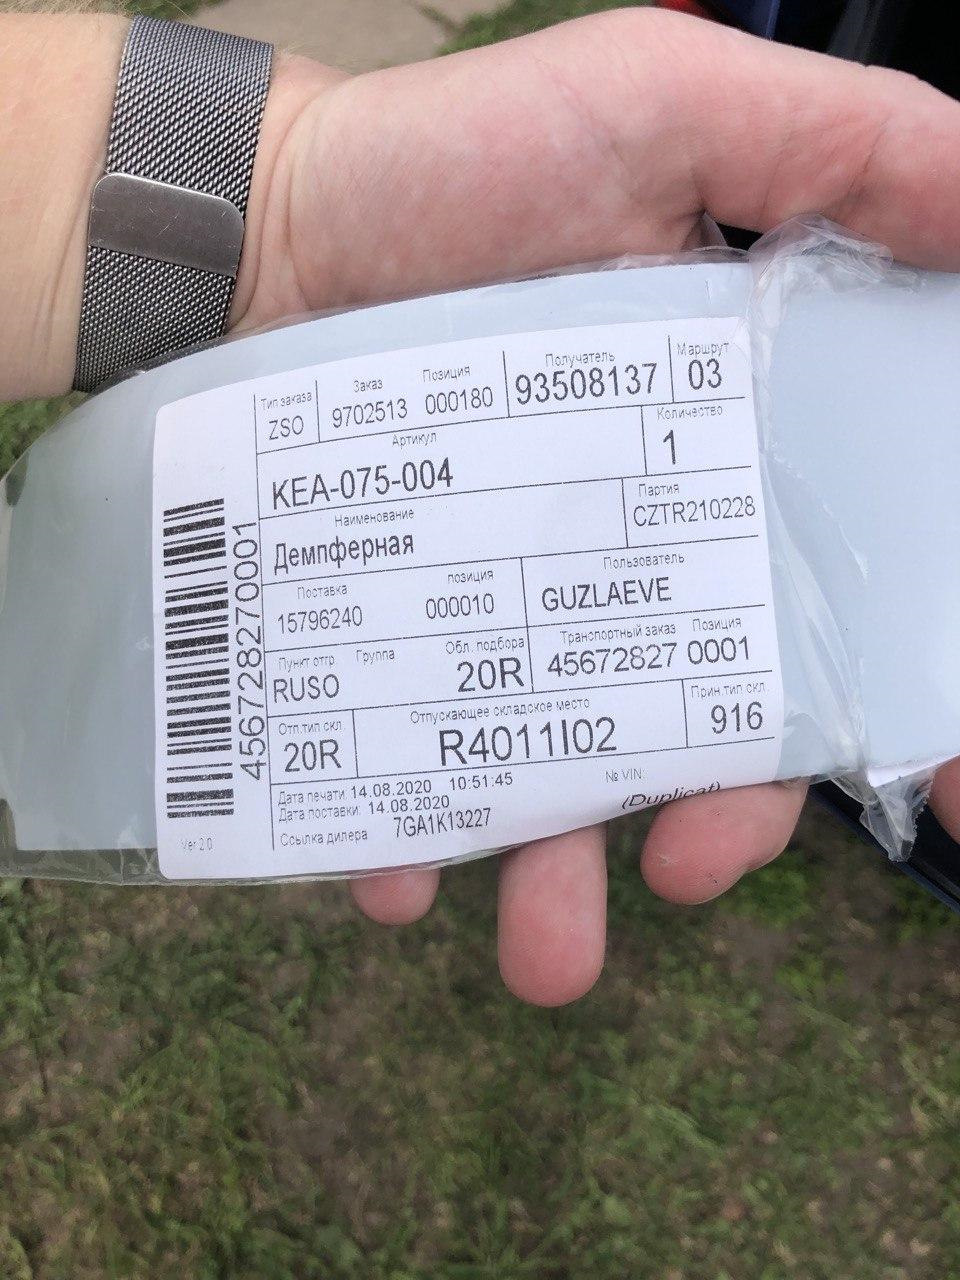 Тип заказа Заказ Позиция Получатель Маршрут
ZSO 9702513 000180 93508137 03
Артикул Количество
KEA-075-004 1
Наименование Партия
Демпферная CZTR210228
Поставка позиция Пользователь
15796240 000010 GUZLAEVE
Пункт отгр. Группа Обл. подбора Транспортный заказ Позиция
RUSO 20R 45672827 0001
Отп.тип скл. Отпускающее складское место Прин.тип скл.
20R R4011I02 916
Дата печати: 14.08.2020 10:51:45 № VIN:
Дата поставки: 14.08.2020 (Duplicat)
Ссылка дилера 7GA1K13227
456728270001
Ver 2.0